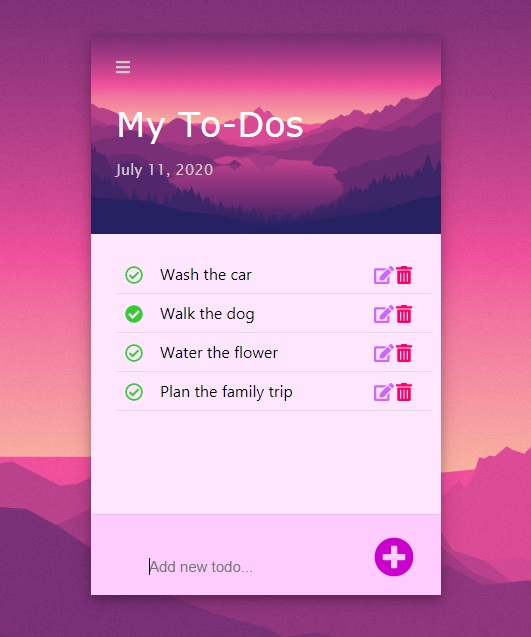 My To-Dos
July 11, 2020
Wash the car
Walk the dog
Water the flower
Plan the family trip
Add new todo...